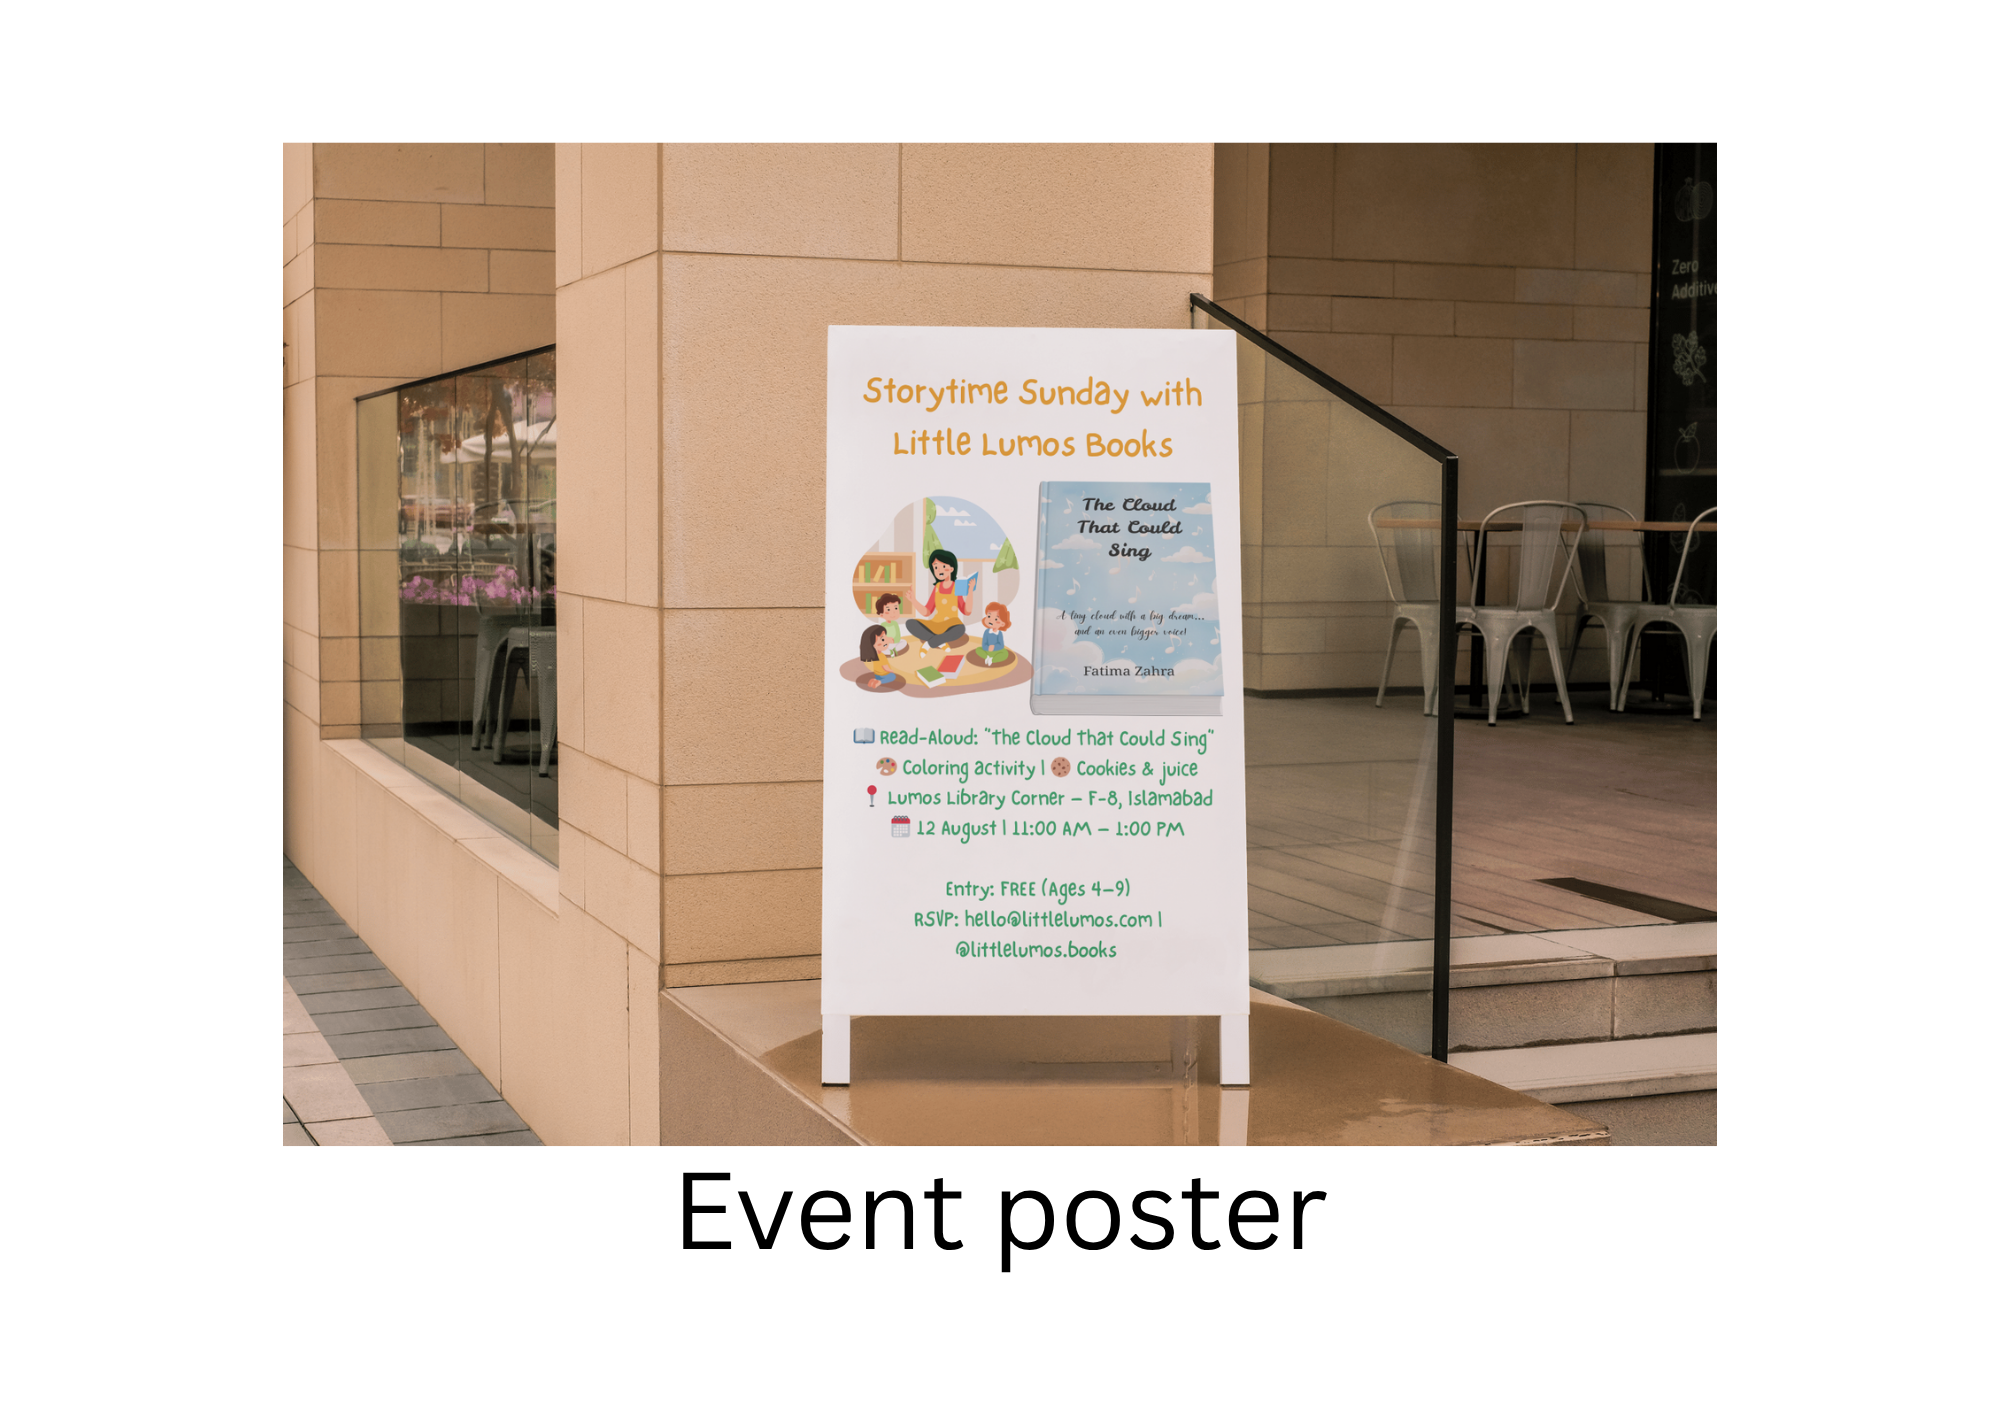 Zero
Additive
Storytime Sunday with
Little Lumos Books
The Cloud
That Could
Sing
A tiny cloud with a big dream...
and an even bigger voice!
Fatima Zahra
Read-Aloud: "The Cloud That Could Sing"
Coloring activity | Cookies & juice
Lumos Library Corner – F-8, Islamabad
12 August | 11:00 AM – 1:00 PM
Entry: FREE (Ages 4–9)
RSVP: hello@littlelumos.com |
@littlelumos.books
Event poster